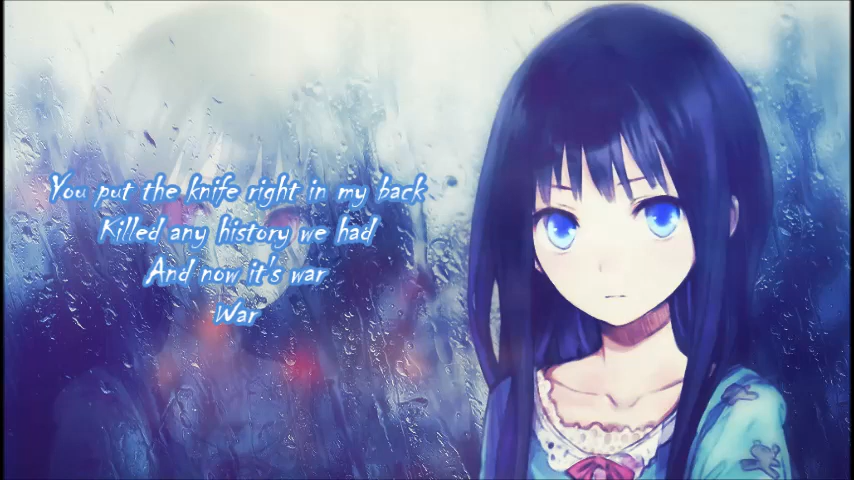 You put the knife right in my back
Killed any history we had
And now it's war
War